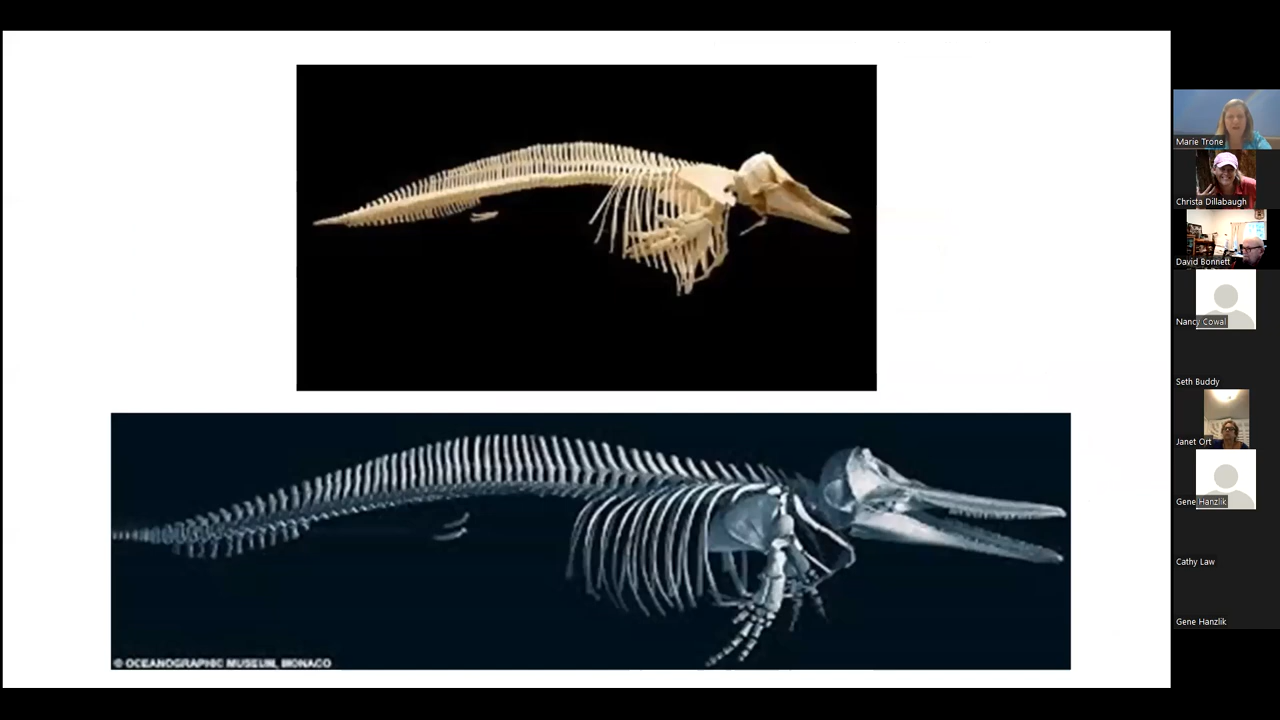 © OCEANOGRAPHIC MUSEUM, MONACO
Marie Trone
Christa Dillabaugh
David Bonnett
Nancy Cowal
Seth Buddy
Janet Ort
Gene Hanzlik
Cathy Law
Gene Hanzlik